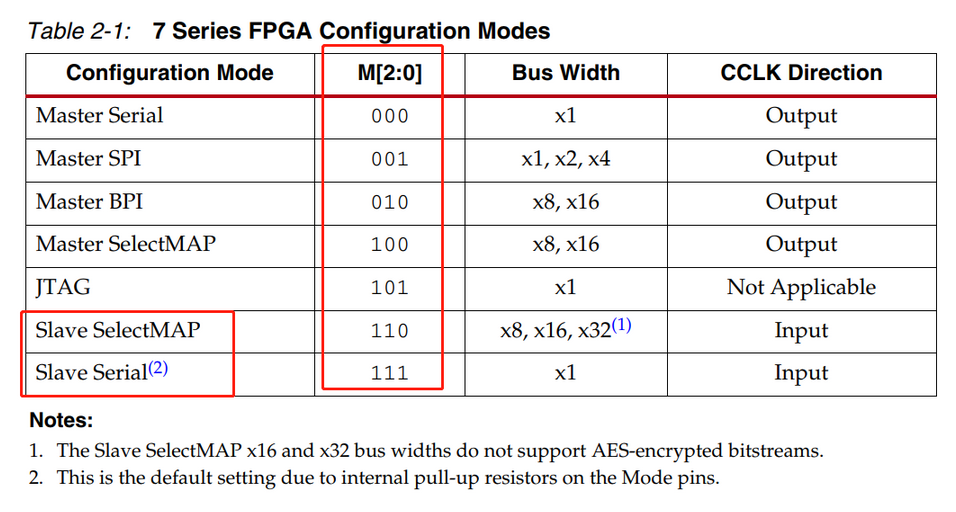 Table 2-1: 7 Series FPGA Configuration Modes
Configuration Mode M[2:0] Bus Width CCLK Direction
Master Serial 000 x1 Output
Master SPI 001 x1, x2, x4 Output
Master BPI 010 x8, x16 Output
Master SelectMAP 100 x8, x16 Output
JTAG 101 x1 Not Applicable
Slave SelectMAP 110 x8, x16, x32(1) Input
Slave Serial(2) 111 x1 Input
Notes:
1. The Slave SelectMAP x16 and x32 bus widths do not support AES-encrypted bitstreams.
2. This is the default setting due to internal pull-up resistors on the Mode pins.